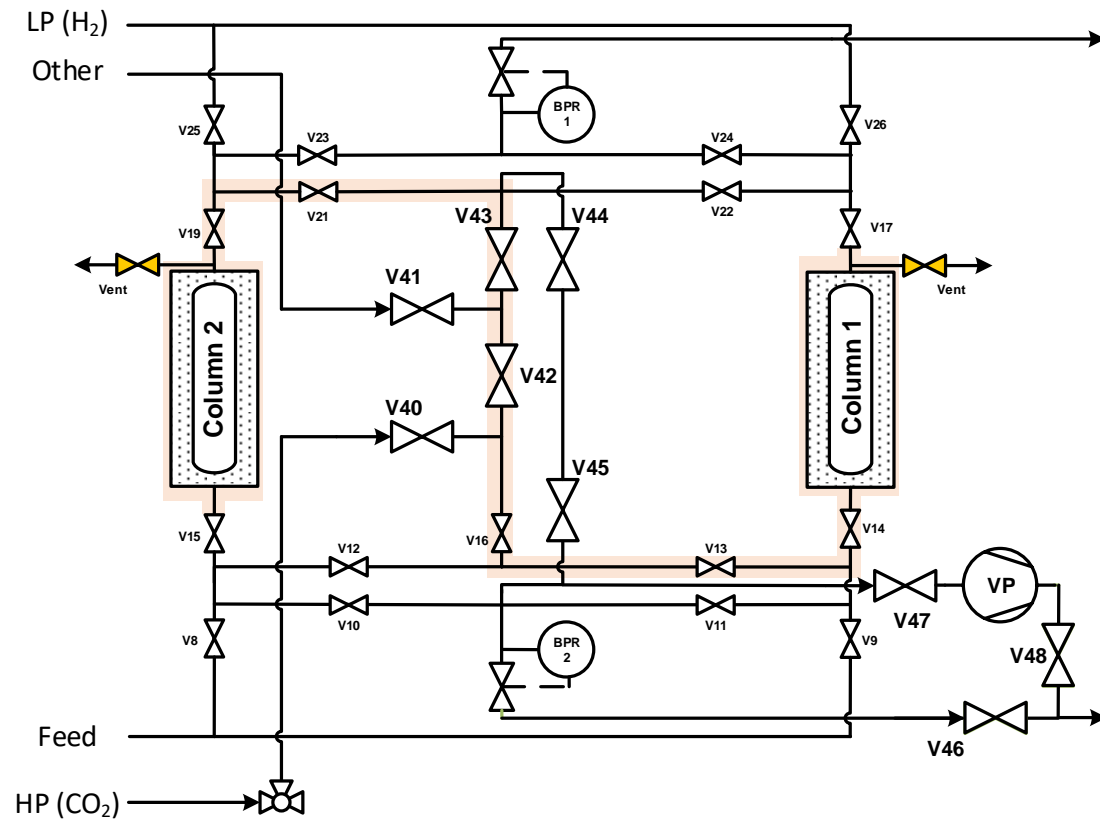 LP (H₂)
Other
BPR
1
V25
V23
V24
V26
V21
V22
V43
V44
V19
V17
Vent
Vent
V41
Column 2
Column 1
V42
V40
V45
V15
V16
V14
V12
V13
VP
V47
V10
V11
V8
V9
BPR
2
V48
Feed
V46
HP (CO₂)